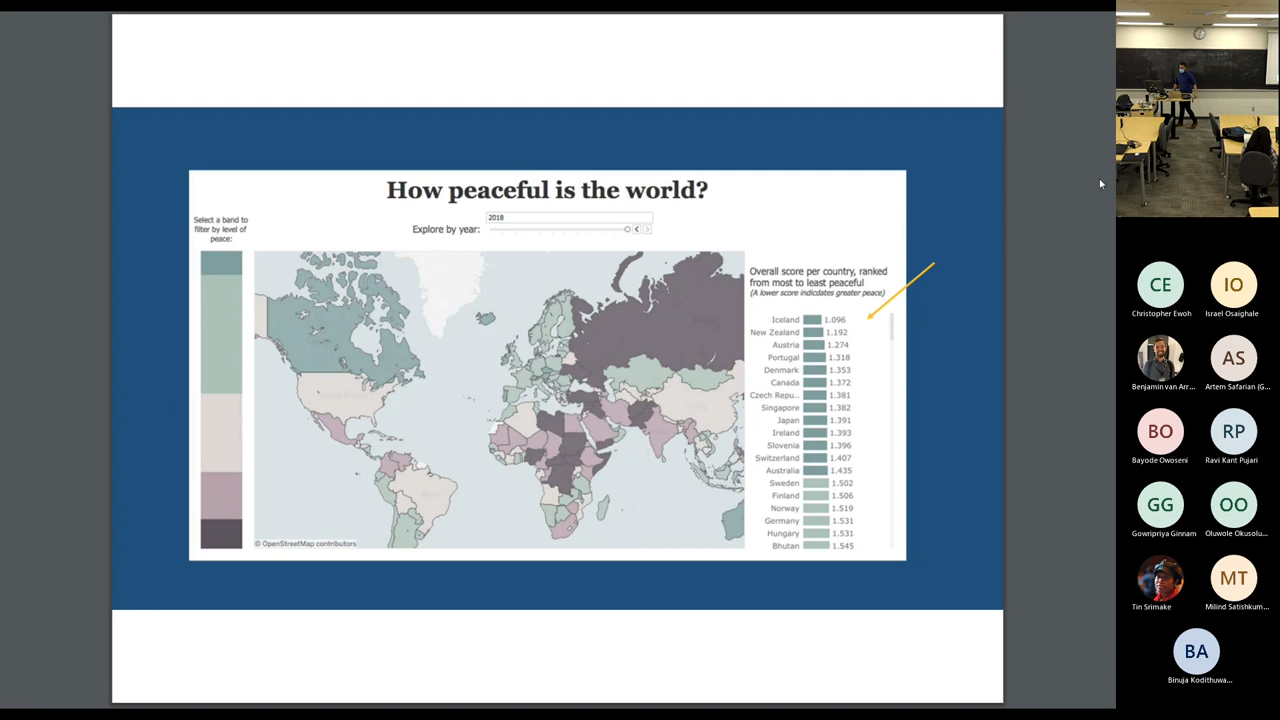 How peaceful is the world?
Select a band to
filter by level of
peace:
2018
Explore by year:
Overall score per country, ranked
from most to least peaceful
(A lower score indicdates greater peace)
Iceland 1.096
New Zealand 1.192
Austria 1.274
Portugal 1.318
Denmark 1.353
Canada 1.372
Czech Repu.. 1.381
Singapore 1.382
Japan 1.391
Ireland 1.393
Slovenia 1.396
Switzerland 1.407
Australia 1.435
Sweden 1.502
Finland 1.506
Norway 1.519
Germany 1.531
Hungary 1.531
Bhutan 1.545
© OpenStreetMap contributors
CE
Christopher Ewoh
IO
Israel Osaighale
Benjamin van Arr...
AS
Artem Safarian (G...
BO
Bayode Owoseni
RP
Ravi Kant Pujari
GG
Gowripriya Ginnam
OO
Oluwole Okusolu...
Tin Srimake
MT
Milind Satishkum...
BA
Binuja Kodithuwa...